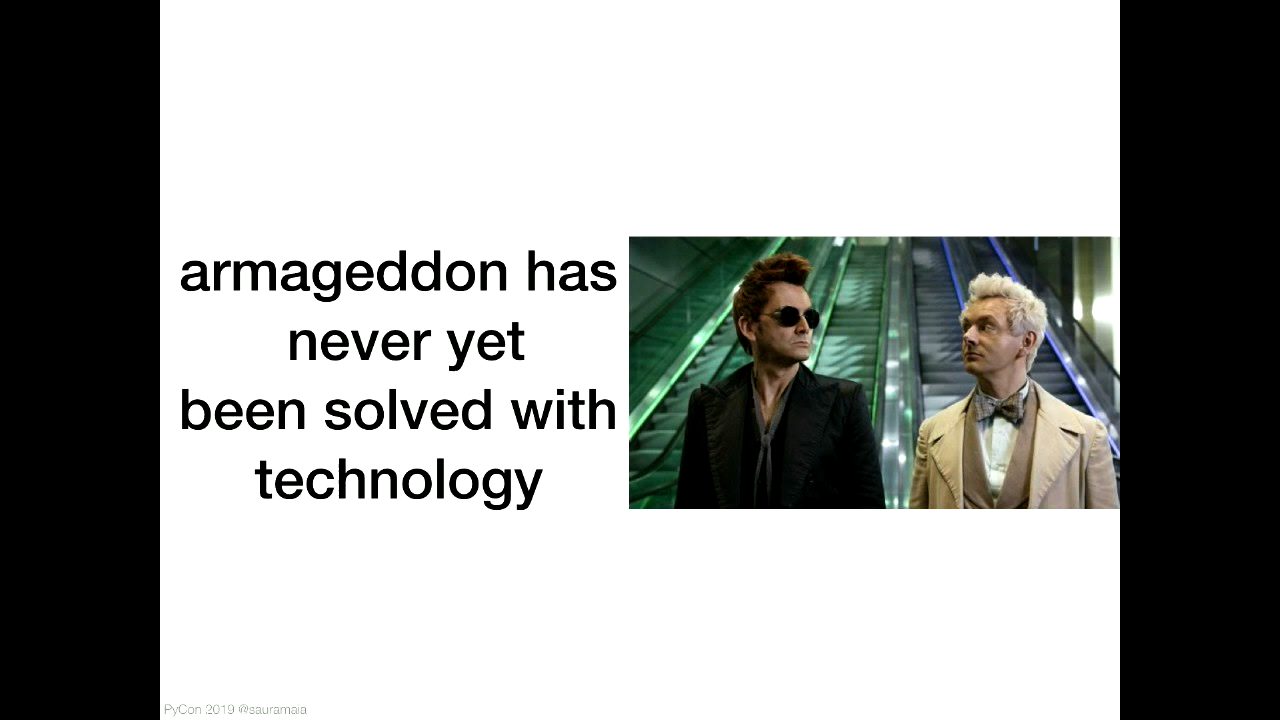 armageddon has
never yet
been solved with
technology
PyCon 2019 @sauramaia